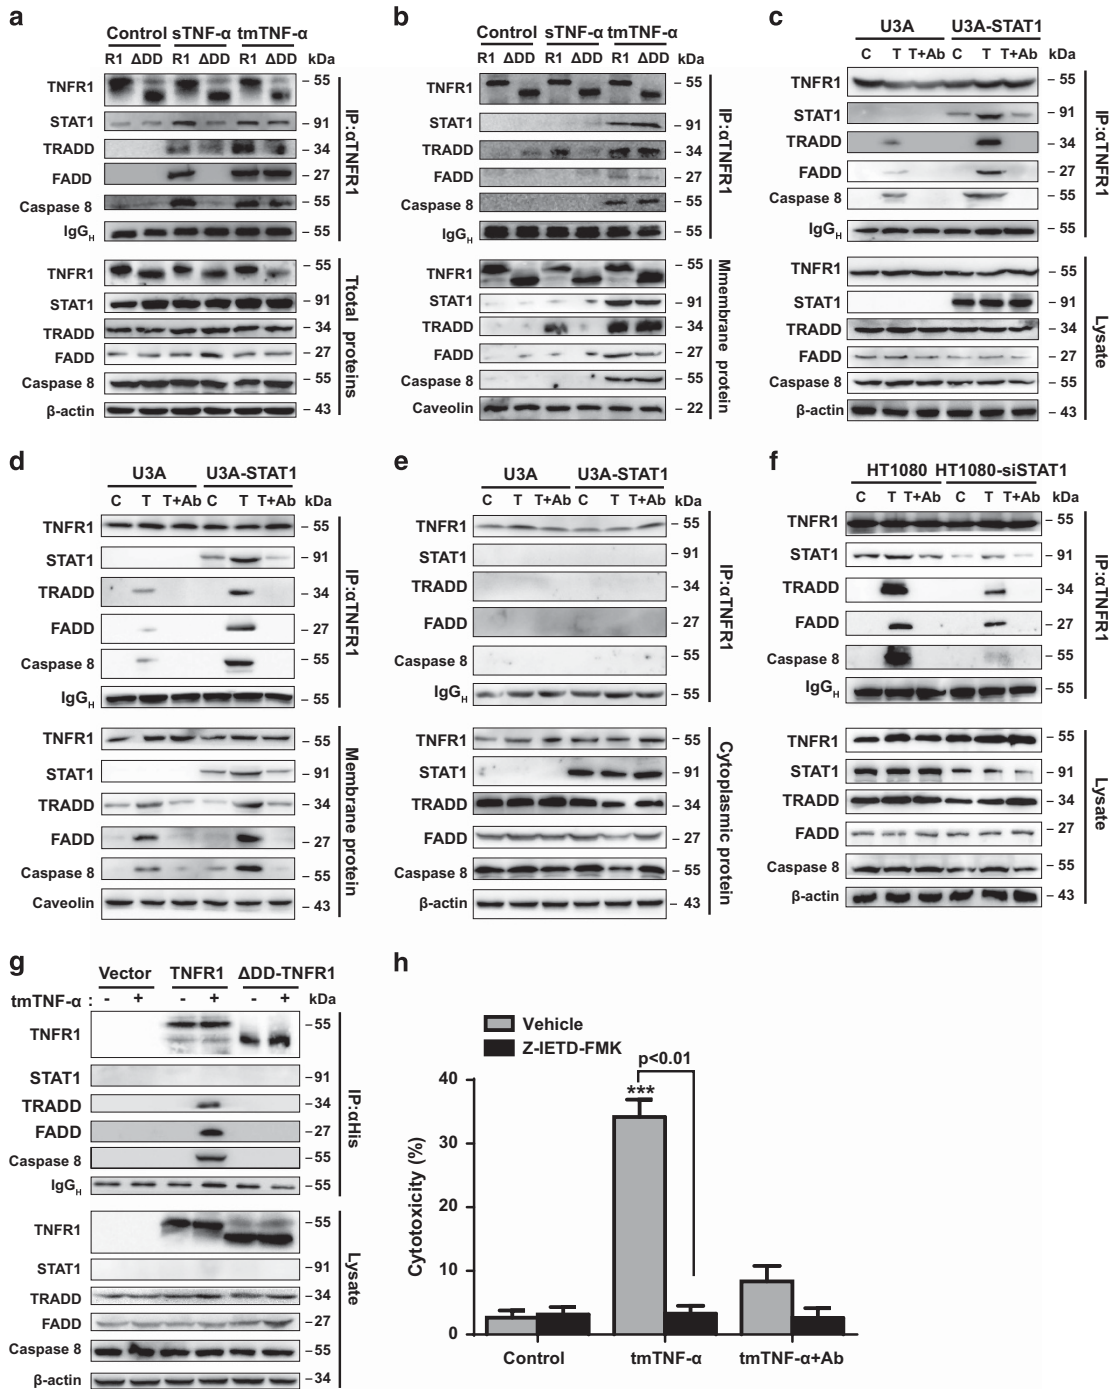 a
Control sTNF-α tmTNF-α
R1 ΔDD R1 ΔDD R1 ΔDD kDa
TNFR1 – 55
STAT1 – 91
TRADD – 34
FADD – 27
Caspase 8 – 55
IgGH – 55
IP:αTNFR1
TNFR1 – 55
STAT1 – 91
TRADD – 34
FADD – 27
Caspase 8 – 55
β-actin – 43
Ttotal proteins
b
Control sTNF-α tmTNF-α
R1 ΔDD R1 ΔDD R1 ΔDD kDa
TNFR1 – 55
STAT1 – 91
TRADD – 34
FADD – 27
Caspase 8 – 55
IgGH – 55
IP:αTNFR1
TNFR1 – 55
STAT1 – 91
TRADD – 34
FADD – 27
Caspase 8 – 55
Caveolin – 22
Mmembrane protein
c
U3A U3A-STAT1
C T T+Ab C T T+Ab kDa
TNFR1 – 55
STAT1 – 91
TRADD – 34
FADD – 27
Caspase 8 – 55
IgGH – 55
IP:αTNFR1
TNFR1 – 55
STAT1 – 91
TRADD – 34
FADD – 27
Caspase 8 – 55
β-actin – 43
Lysate
d
U3A U3A-STAT1
C T T+Ab C T T+Ab kDa
TNFR1 – 55
STAT1 – 91
TRADD – 34
FADD – 27
Caspase 8 – 55
IgGH – 55
IP:αTNFR1
TNFR1 – 55
STAT1 – 91
TRADD – 34
FADD – 27
Caspase 8 – 55
Caveolin – 43
Membrane protein
e
U3A U3A-STAT1
C T T+Ab C T T+Ab kDa
TNFR1 – 55
STAT1 – 91
TRADD – 34
FADD – 27
Caspase 8 – 55
IgGH – 55
IP:αTNFR1
TNFR1 – 55
STAT1 – 91
TRADD – 34
FADD – 27
Caspase 8 – 55
β-actin – 43
Cytoplasmic protein
f
HT1080 HT1080-siSTAT1
C T T+Ab C T T+Ab kDa
TNFR1 – 55
STAT1 – 91
TRADD – 34
FADD – 27
Caspase 8 – 55
IgGH – 55
IP:αTNFR1
TNFR1 – 55
STAT1 – 91
TRADD – 34
FADD – 27
Caspase 8 – 55
β-actin – 43
Lysate
g
Vector TNFR1 ΔDD-TNFR1
tmTNF-α : - + - + - + kDa
TNFR1 –55
STAT1 –91
TRADD –34
FADD –27
Caspase 8 –55
IgGH –55
IP:αHis
TNFR1 –55
STAT1 –91
TRADD –34
FADD –27
Caspase 8 –55
β-actin –34
Lysate
h
Vehicle
Z-IETD-FMK
p<0.01
***
Cytotoxicity (%)
40
30
20
10
0
Control tmTNF-α tmTNF-α+Ab